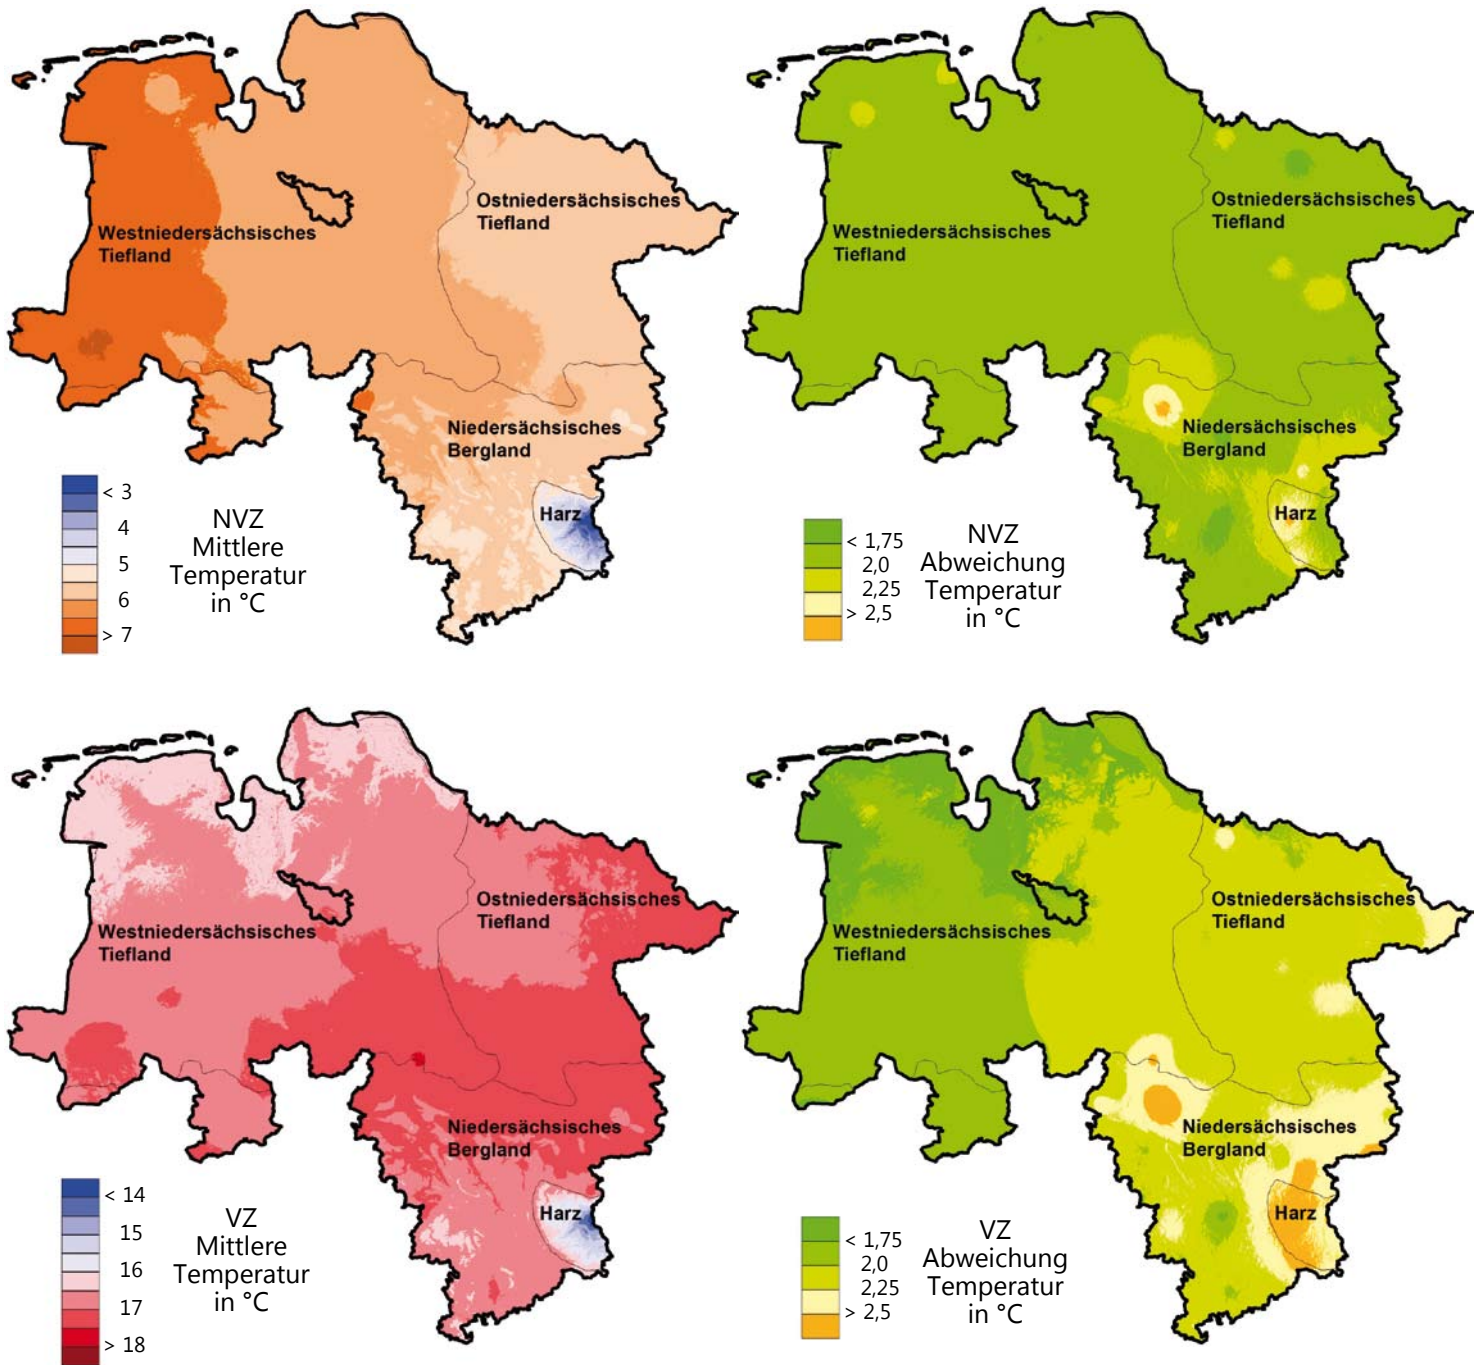 Westniedersächsisches
Tiefland
Ostniedersächsisches
Tiefland
Niedersächsisches
Bergland
Harz
< 3
4
5
6
> 7
NVZ
Mittlere
Temperatur
in °C
Westniedersächsisches
Tiefland
Ostniedersächsisches
Tiefland
Niedersächsisches
Bergland
Harz
< 1,75
2,0
2,25
> 2,5
NVZ
Abweichung
Temperatur
in °C
Westniedersächsisches
Tiefland
Ostniedersächsisches
Tiefland
Niedersächsisches
Bergland
Harz
< 14
15
16
17
> 18
VZ
Mittlere
Temperatur
in °C
Westniedersächsisches
Tiefland
Ostniedersächsisches
Tiefland
Niedersächsisches
Bergland
Harz
< 1,75
2,0
2,25
> 2,5
VZ
Abweichung
Temperatur
in °C